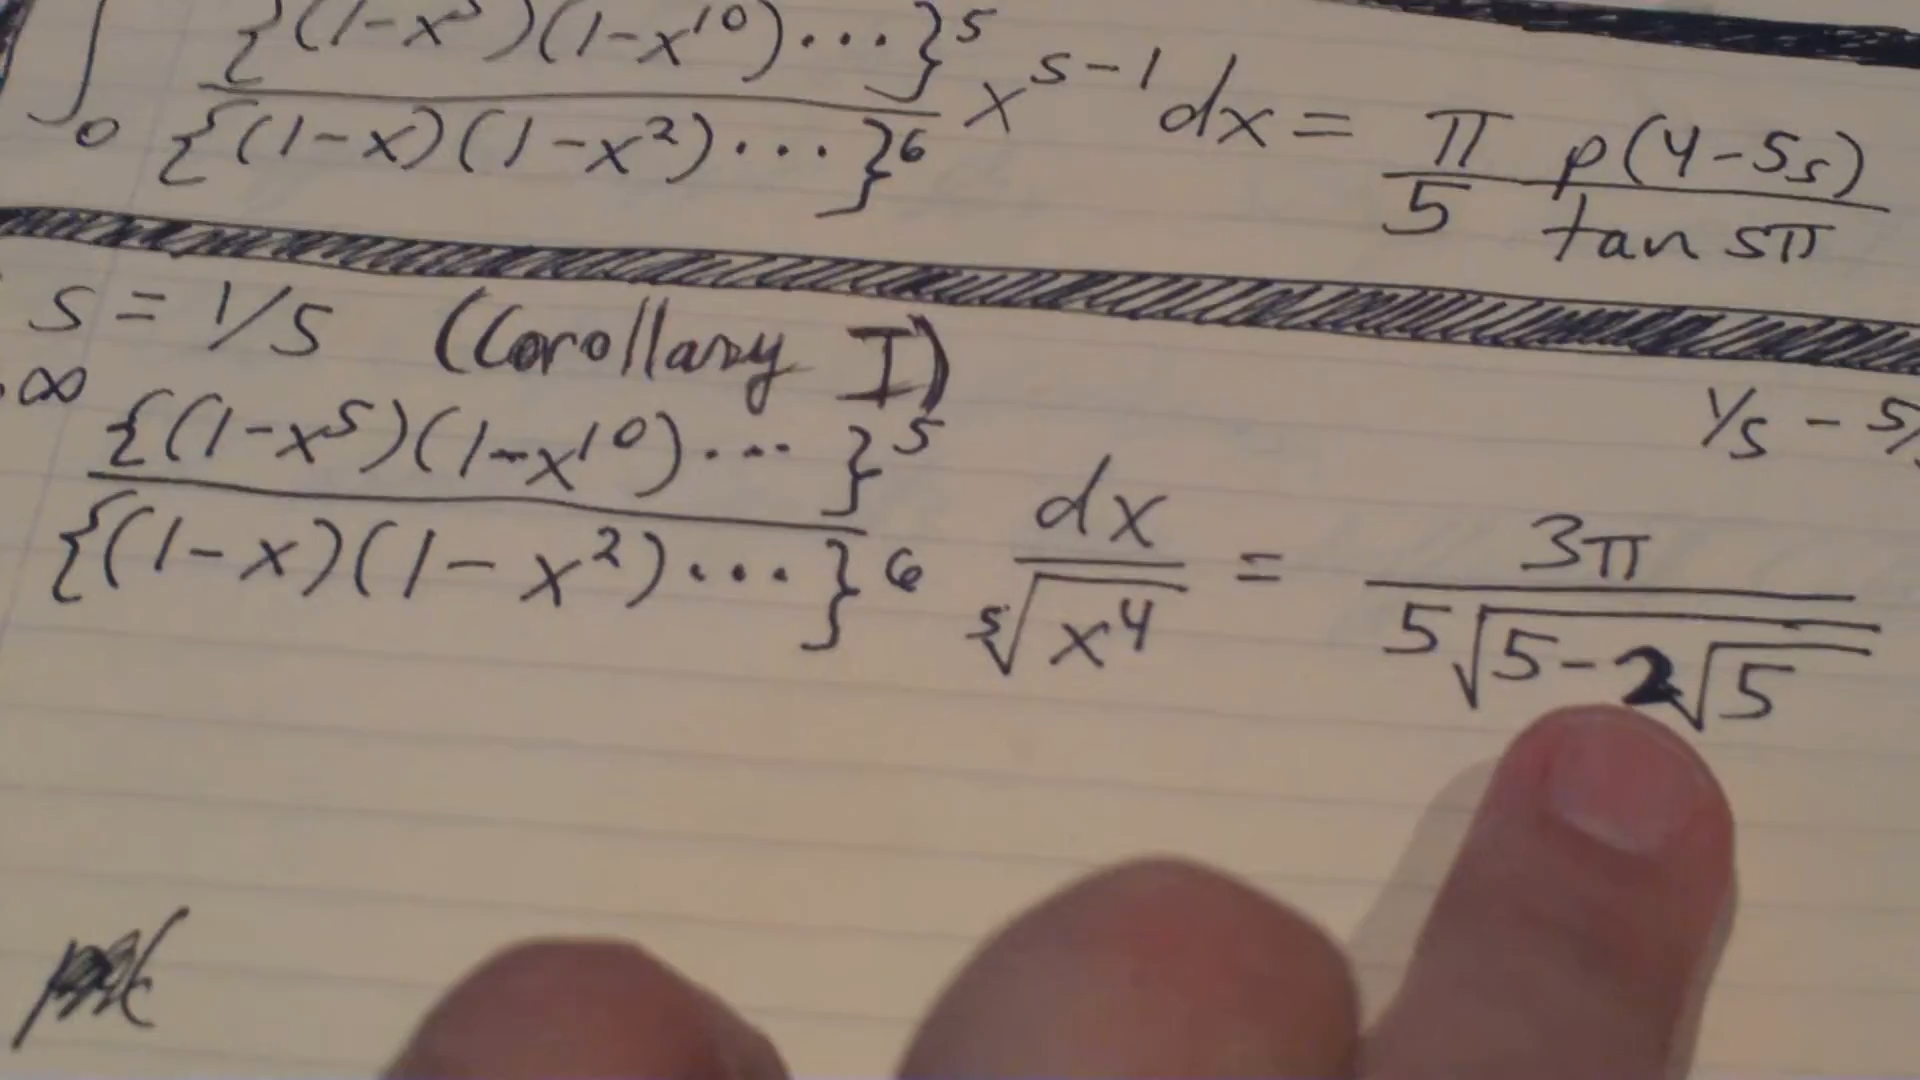 ∫₀ {(1-x⁵)(1-x¹⁰)···}⁵ / {(1-x)(1-x²)···}⁶ x^(s-1) dx = π/5 p(4-5s)/tan sπ
s = 1/5 (Corollary I)
∞ {(1-x⁵)(1-x¹⁰)···}⁵ / {(1-x)(1-x²)···}⁶ dx/⁵√x⁴ = 3π / 5√(5-2√5)
1/5 - 5/